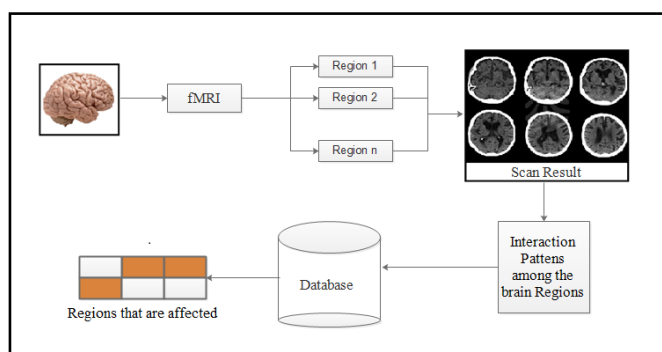 fMRI
Region 1
Region 2
Region n
Scan Result
Interaction
Pattens
among the
brain Regions
Database
Regions that are affected